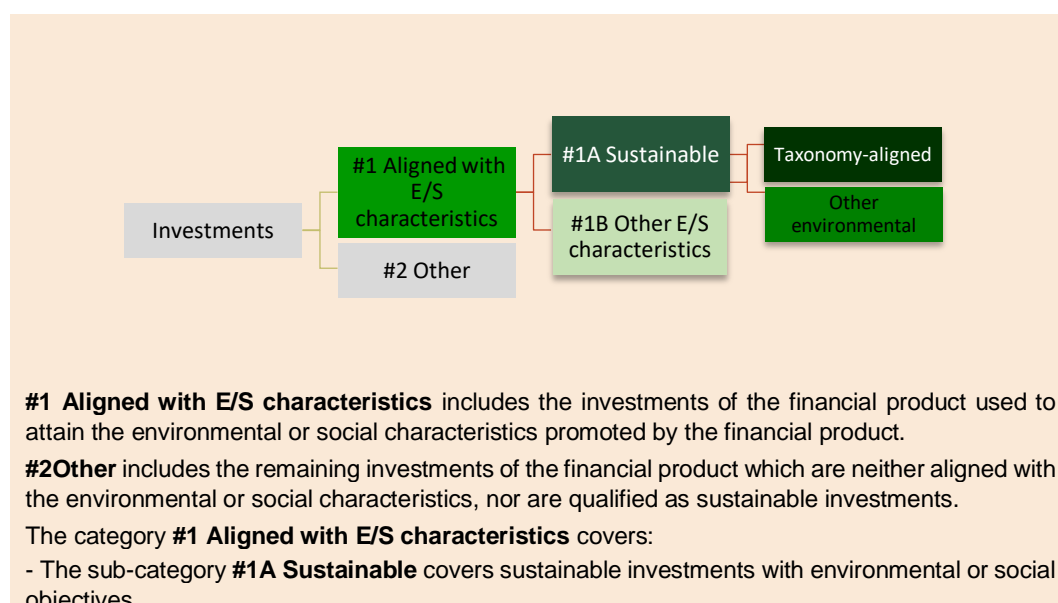 #1A Sustainable
Taxonomy-aligned
#1 Aligned with
E/S
characteristics
Other
environmental
Investments
#1B Other E/S
characteristics
#2 Other
#1 Aligned with E/S characteristics includes the investments of the financial product used to
attain the environmental or social characteristics promoted by the financial product.
#2Other includes the remaining investments of the financial product which are neither aligned with
the environmental or social characteristics, nor are qualified as sustainable investments.
The category #1 Aligned with E/S characteristics covers:
- The sub-category #1A Sustainable covers sustainable investments with environmental or social
objectives